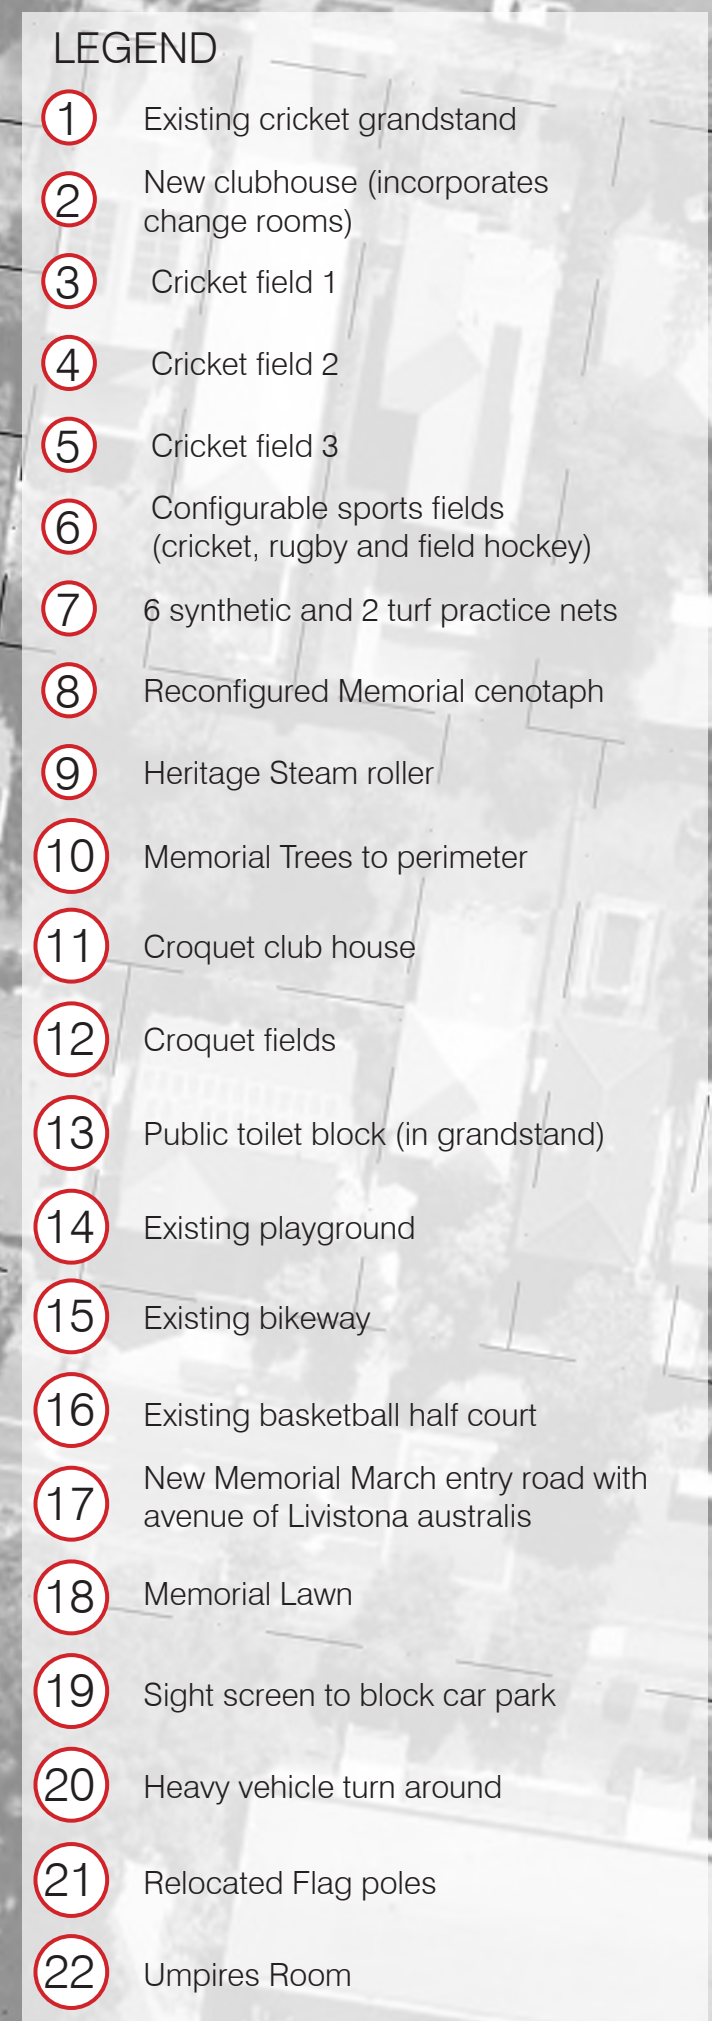 LEGEND
1 Existing cricket grandstand
2 New clubhouse (incorporates
change rooms)
3 Cricket field 1
4 Cricket field 2
5 Cricket field 3
6 Configurable sports fields
(cricket, rugby and field hockey)
7 6 synthetic and 2 turf practice nets
8 Reconfigured Memorial cenotaph
9 Heritage Steam roller
10 Memorial Trees to perimeter
11 Croquet club house
12 Croquet fields
13 Public toilet block (in grandstand)
14 Existing playground
15 Existing bikeway
16 Existing basketball half court
17 New Memorial March entry road with
avenue of Livistona australis
18 Memorial Lawn
19 Sight screen to block car park
20 Heavy vehicle turn around
21 Relocated Flag poles
22 Umpires Room